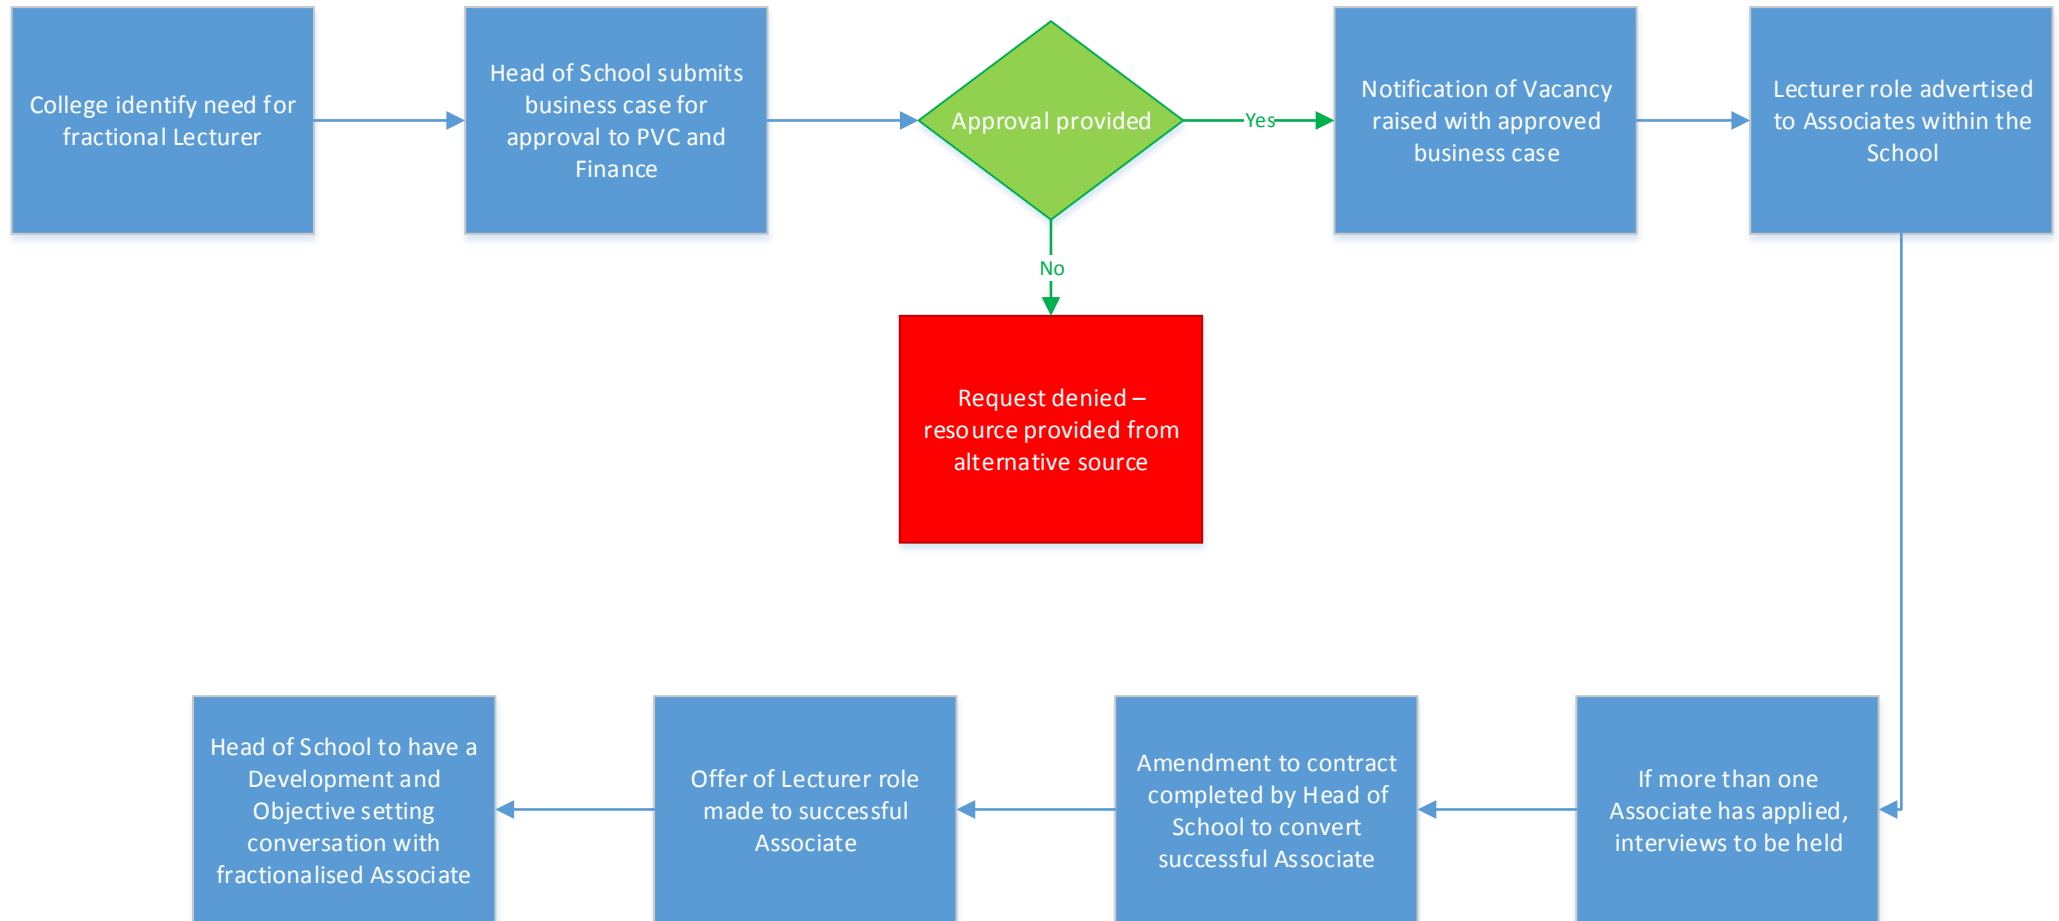 College identify need for
fractional Lecturer
Head of School submits
business case for
approval to PVC and
Finance
Approval provided
Yes
No
Notification of Vacancy
raised with approved
business case
Lecturer role advertised
to Associates within the
School
Request denied –
resource provided from
alternative source
If more than one
Associate has applied,
interviews to be held
Amendment to contract
completed by Head of
School to convert
successful Associate
Offer of Lecturer role
made to successful
Associate
Head of School to have a
Development and
Objective setting
conversation with
fractionalised Associate